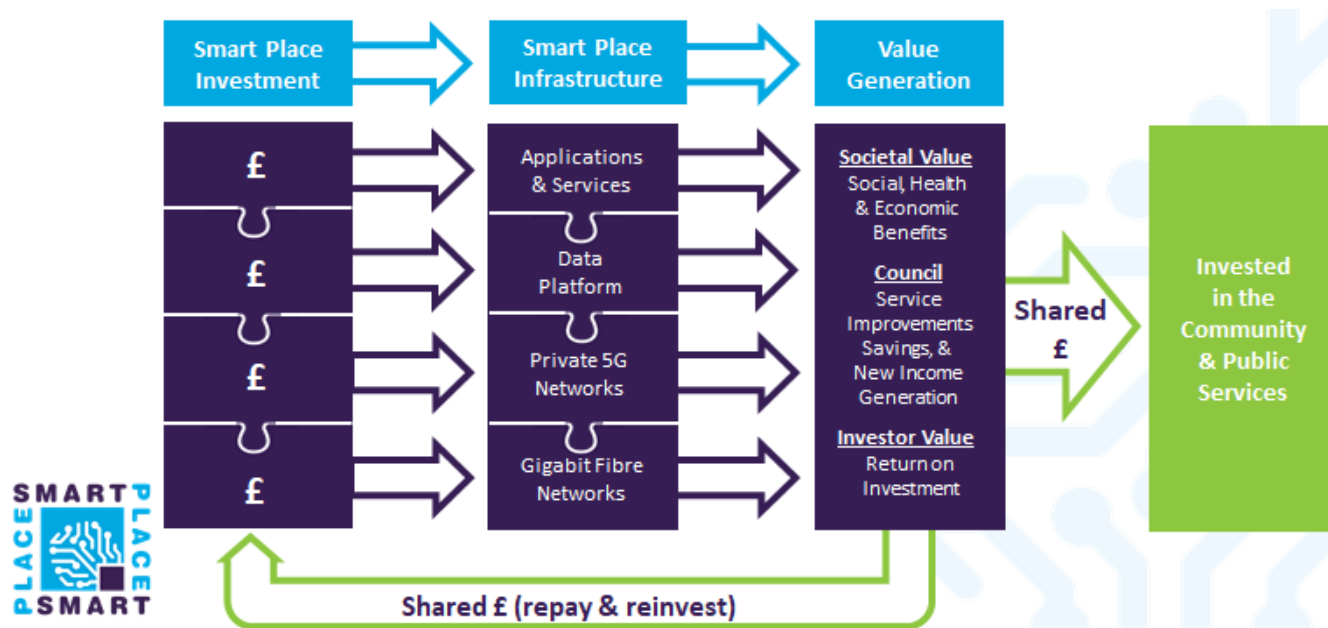 Smart Place
Investment
Smart Place
Infrastructure
Value
Generation
£
£
£
£
Applications
& Services
Data
Platform
Private 5G
Networks
Gigabit Fibre
Networks
Societal Value
Social, Health
& Economic
Benefits
Council
Service
Improvements
Savings, &
New Income
Generation
Investor Value
Return on
Investment
Shared
£
Invested
in the
Community
& Public
Services
Shared £ (repay & reinvest)
SMART
PLACE
SMART
PLACE